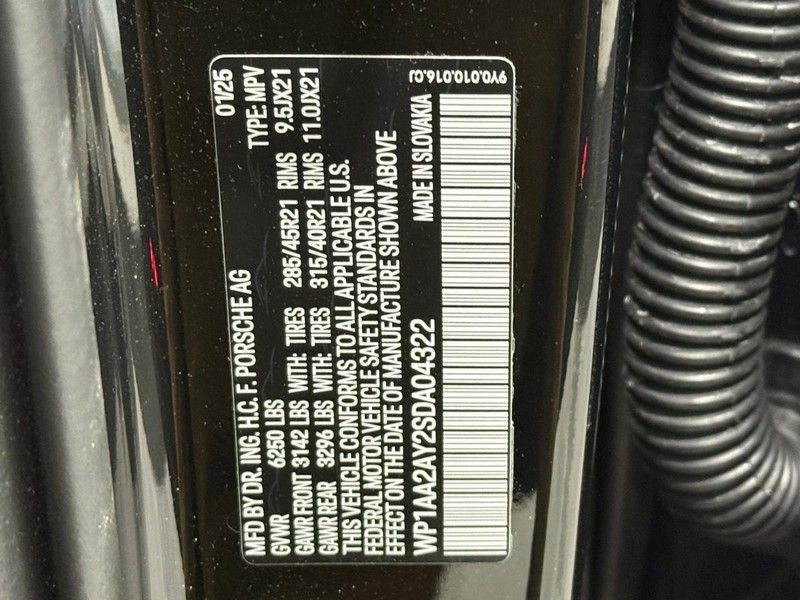 MFD BY DR. ING. H.C. F. PORSCHE AG 01/25
GVWR 6250 LBS TYPE: MPV
GAWR FRONT 3142 LBS WITH: TIRES 285/45R21 RIMS 9.5JX21
GAWR REAR 3296 LBS WITH: TIRES 315/40R21 RIMS 11.0JX21
THIS VEHICLE CONFORMS TO ALL APPLICABLE U.S.
FEDERAL MOTOR VEHICLE SAFETY STANDARDS IN
EFFECT ON THE DATE OF MANUFACTURE SHOWN ABOVE
WP1AA2AY2SDA04322 MADE IN SLOVAKIA
9Y0.010.016.QJ